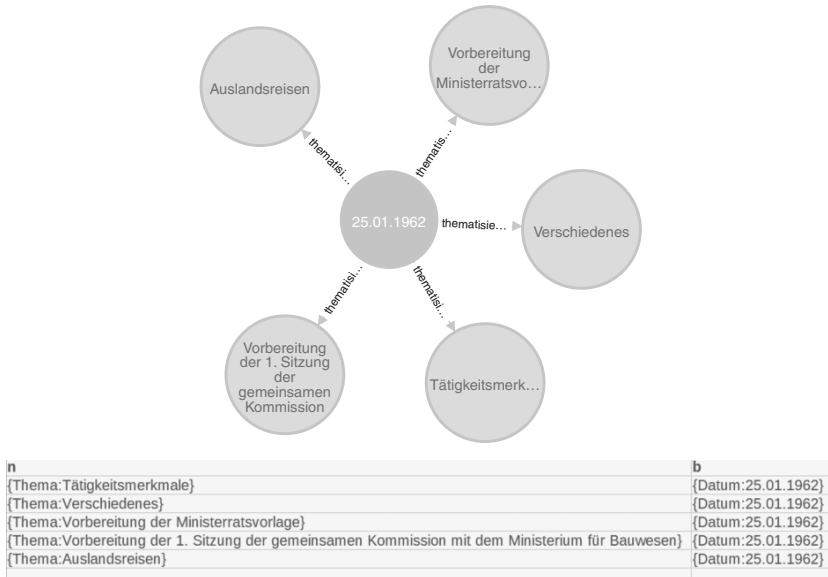 Auslandsreisen
Vorbereitung
der
Ministerratsvo…
thematisi…
thematis…
25.01.1962
thematisie…
Verschiedenes
thematisi…
thematisi…
Vorbereitung
der 1. Sitzung
der
gemeinsamen
Kommission
Tätigkeitsmerk…
n b
{Thema:Tätigkeitsmerkmale} {Datum:25.01.1962}
{Thema:Verschiedenes} {Datum:25.01.1962}
{Thema:Vorbereitung der Ministerratsvorlage} {Datum:25.01.1962}
{Thema:Vorbereitung der 1. Sitzung der gemeinsamen Kommission mit dem Ministerium für Bauwesen} {Datum:25.01.1962}
{Thema:Auslandsreisen} {Datum:25.01.1962}